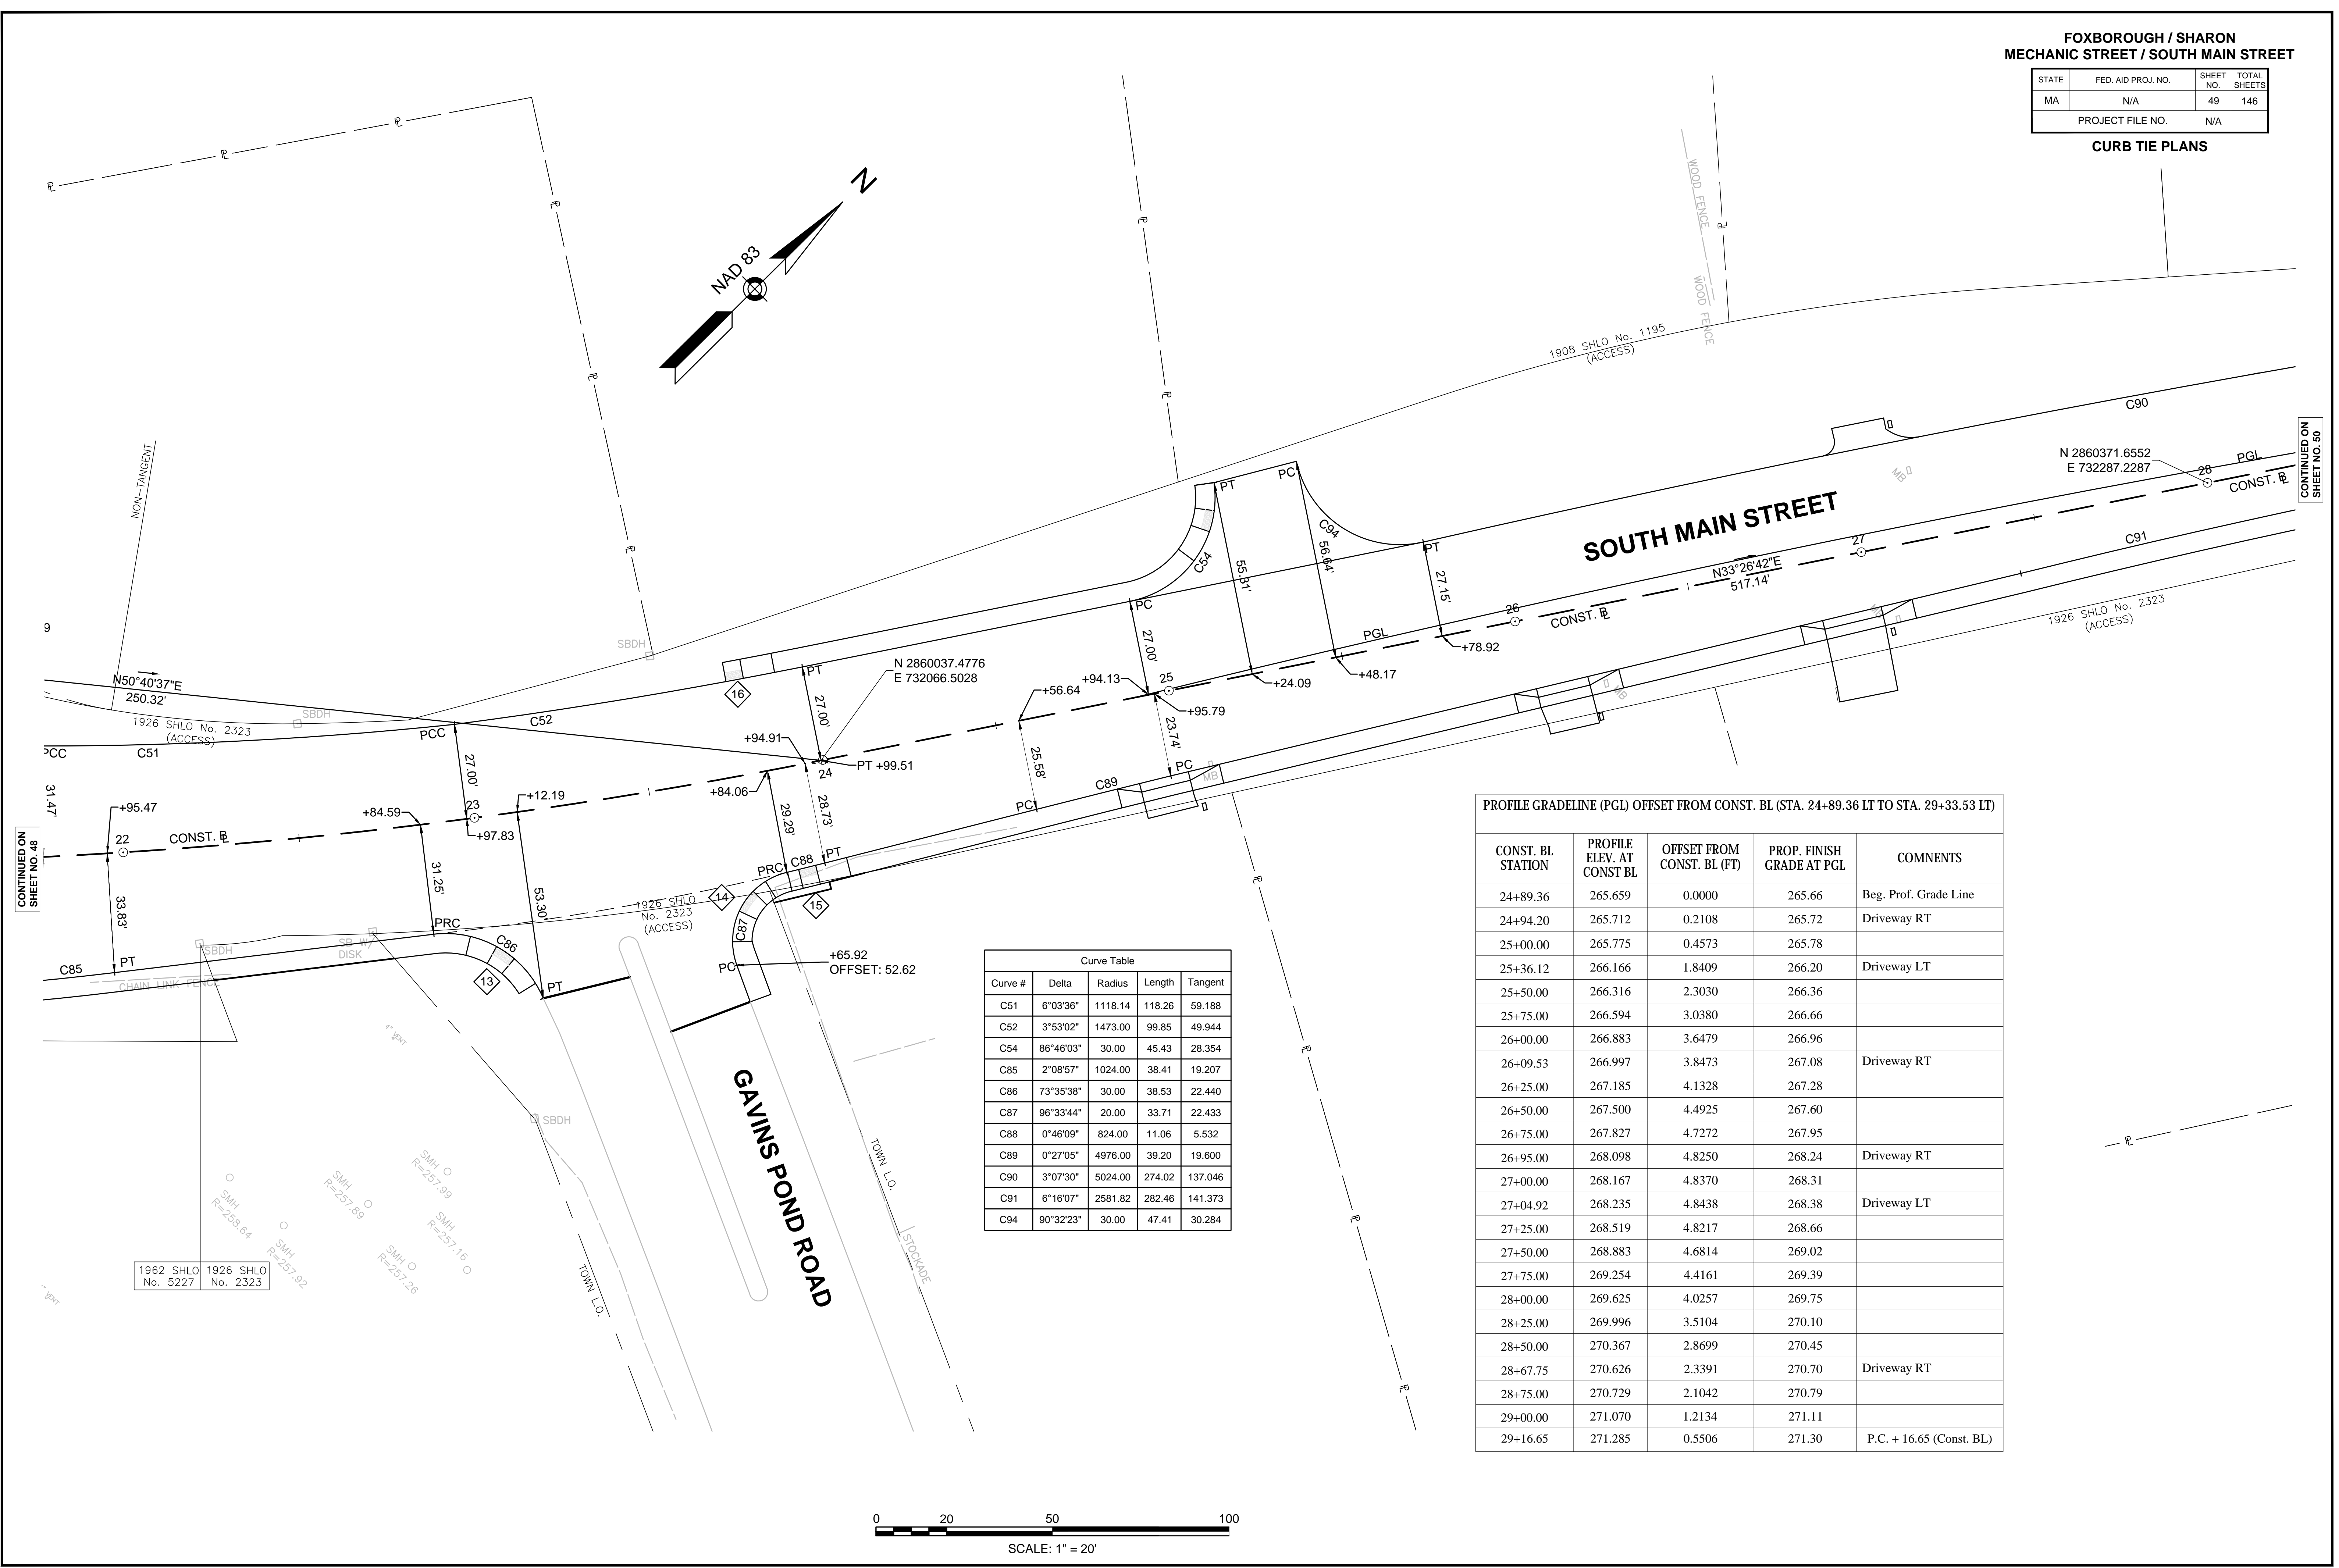 FOXBOROUGH / SHARON
MECHANIC STREET / SOUTH MAIN STREET
STATE FED. AID PROJ. NO. SHEET NO. TOTAL SHEETS
MA N/A 49 146
PROJECT FILE NO. N/A
CURB TIE PLANS
N
NAD 83
WOOD FENCE
WOOD FENCE
1908 SHLO No. 1195
(ACCESS)
NON-TANGENT
C90
N 2860371.6552
E 732287.2287
28
PGL
CONST. BL
CONTINUED ON
SHEET NO. 50
C91
MB
SOUTH MAIN STREET
27
N33°26'42"E
517.14'
26
CONST. BL
PGL
1926 SHLO No. 2323
(ACCESS)
MB
MB
PT
PC
C94
C54
56.64'
55.31'
PT
27.15'
+78.92
+48.17
+24.09
PC
27.00'
+94.13
25
+95.79
23.74'
PC
MB
+56.64
25.58'
PC
C89
SBDH
16
PT
27.00'
N 2860037.4776
E 732066.5028
+94.91
PT +99.51
24
+84.06
28.73'
29.29'
PRC
C88
PT
9
N50°40'37"E
250.32'
1926 SHLO No. 2323
(ACCESS)
SBDH
PCC
C51
PCC
C52
27.00'
23
+97.83
+12.19
+84.59
31.47'
+95.47
22
CONST. BL
CONTINUED ON
SHEET NO. 48
33.83'
31.25'
53.30'
PRC
C86
13
PT
C85
PT
SBDH
SB W/
DISK
CHAIN LINK FENCE
1926 SHLO
No. 2323
(ACCESS)
14
15
C87
PC
+65.92
OFFSET: 52.62
4" VENT
SBDH
SMH
R=257.99
SMH
R=257.89
SMH
R=258.64
SMH
R=257.92
SMH
R=257.16
SMH
R=257.26
VENT
1962 SHLO
No. 5227
1926 SHLO
No. 2323
TOWN L.O.
GAVINS POND ROAD
TOWN L.O.
STOCKADE
Curve Table
Curve # Delta Radius Length Tangent
C51 6°03'36" 1118.14 118.26 59.188
C52 3°53'02" 1473.00 99.85 49.944
C54 86°46'03" 30.00 45.43 28.354
C85 2°08'57" 1024.00 38.41 19.207
C86 73°35'38" 30.00 38.53 22.440
C87 96°33'44" 20.00 33.71 22.433
C88 0°46'09" 824.00 11.06 5.532
C89 0°27'05" 4976.00 39.20 19.600
C90 3°07'30" 5024.00 274.02 137.046
C91 6°16'07" 2581.82 282.46 141.373
C94 90°32'23" 30.00 47.41 30.284
PROFILE GRADELINE (PGL) OFFSET FROM CONST. BL (STA. 24+89.36 LT TO STA. 29+33.53 LT)
CONST. BL STATION PROFILE ELEV. AT CONST BL OFFSET FROM CONST. BL (FT) PROP. FINISH GRADE AT PGL COMNENTS
24+89.36 265.659 0.0000 265.66 Beg. Prof. Grade Line
24+94.20 265.712 0.2108 265.72 Driveway RT
25+00.00 265.775 0.4573 265.78
25+36.12 266.166 1.8409 266.20 Driveway LT
25+50.00 266.316 2.3030 266.36
25+75.00 266.594 3.0380 266.66
26+00.00 266.883 3.6479 266.96
26+09.53 266.997 3.8473 267.08 Driveway RT
26+25.00 267.185 4.1328 267.28
26+50.00 267.500 4.4925 267.60
26+75.00 267.827 4.7272 267.95
26+95.00 268.098 4.8250 268.24 Driveway RT
27+00.00 268.167 4.8370 268.31
27+04.92 268.235 4.8438 268.38 Driveway LT
27+25.00 268.519 4.8217 268.66
27+50.00 268.883 4.6814 269.02
27+75.00 269.254 4.4161 269.39
28+00.00 269.625 4.0257 269.75
28+25.00 269.996 3.5104 270.10
28+50.00 270.367 2.8699 270.45
28+67.75 270.626 2.3391 270.70 Driveway RT
28+75.00 270.729 2.1042 270.79
29+00.00 271.070 1.2134 271.11
29+16.65 271.285 0.5506 271.30 P.C. + 16.65 (Const. BL)
0 20 50 100
SCALE: 1" = 20'